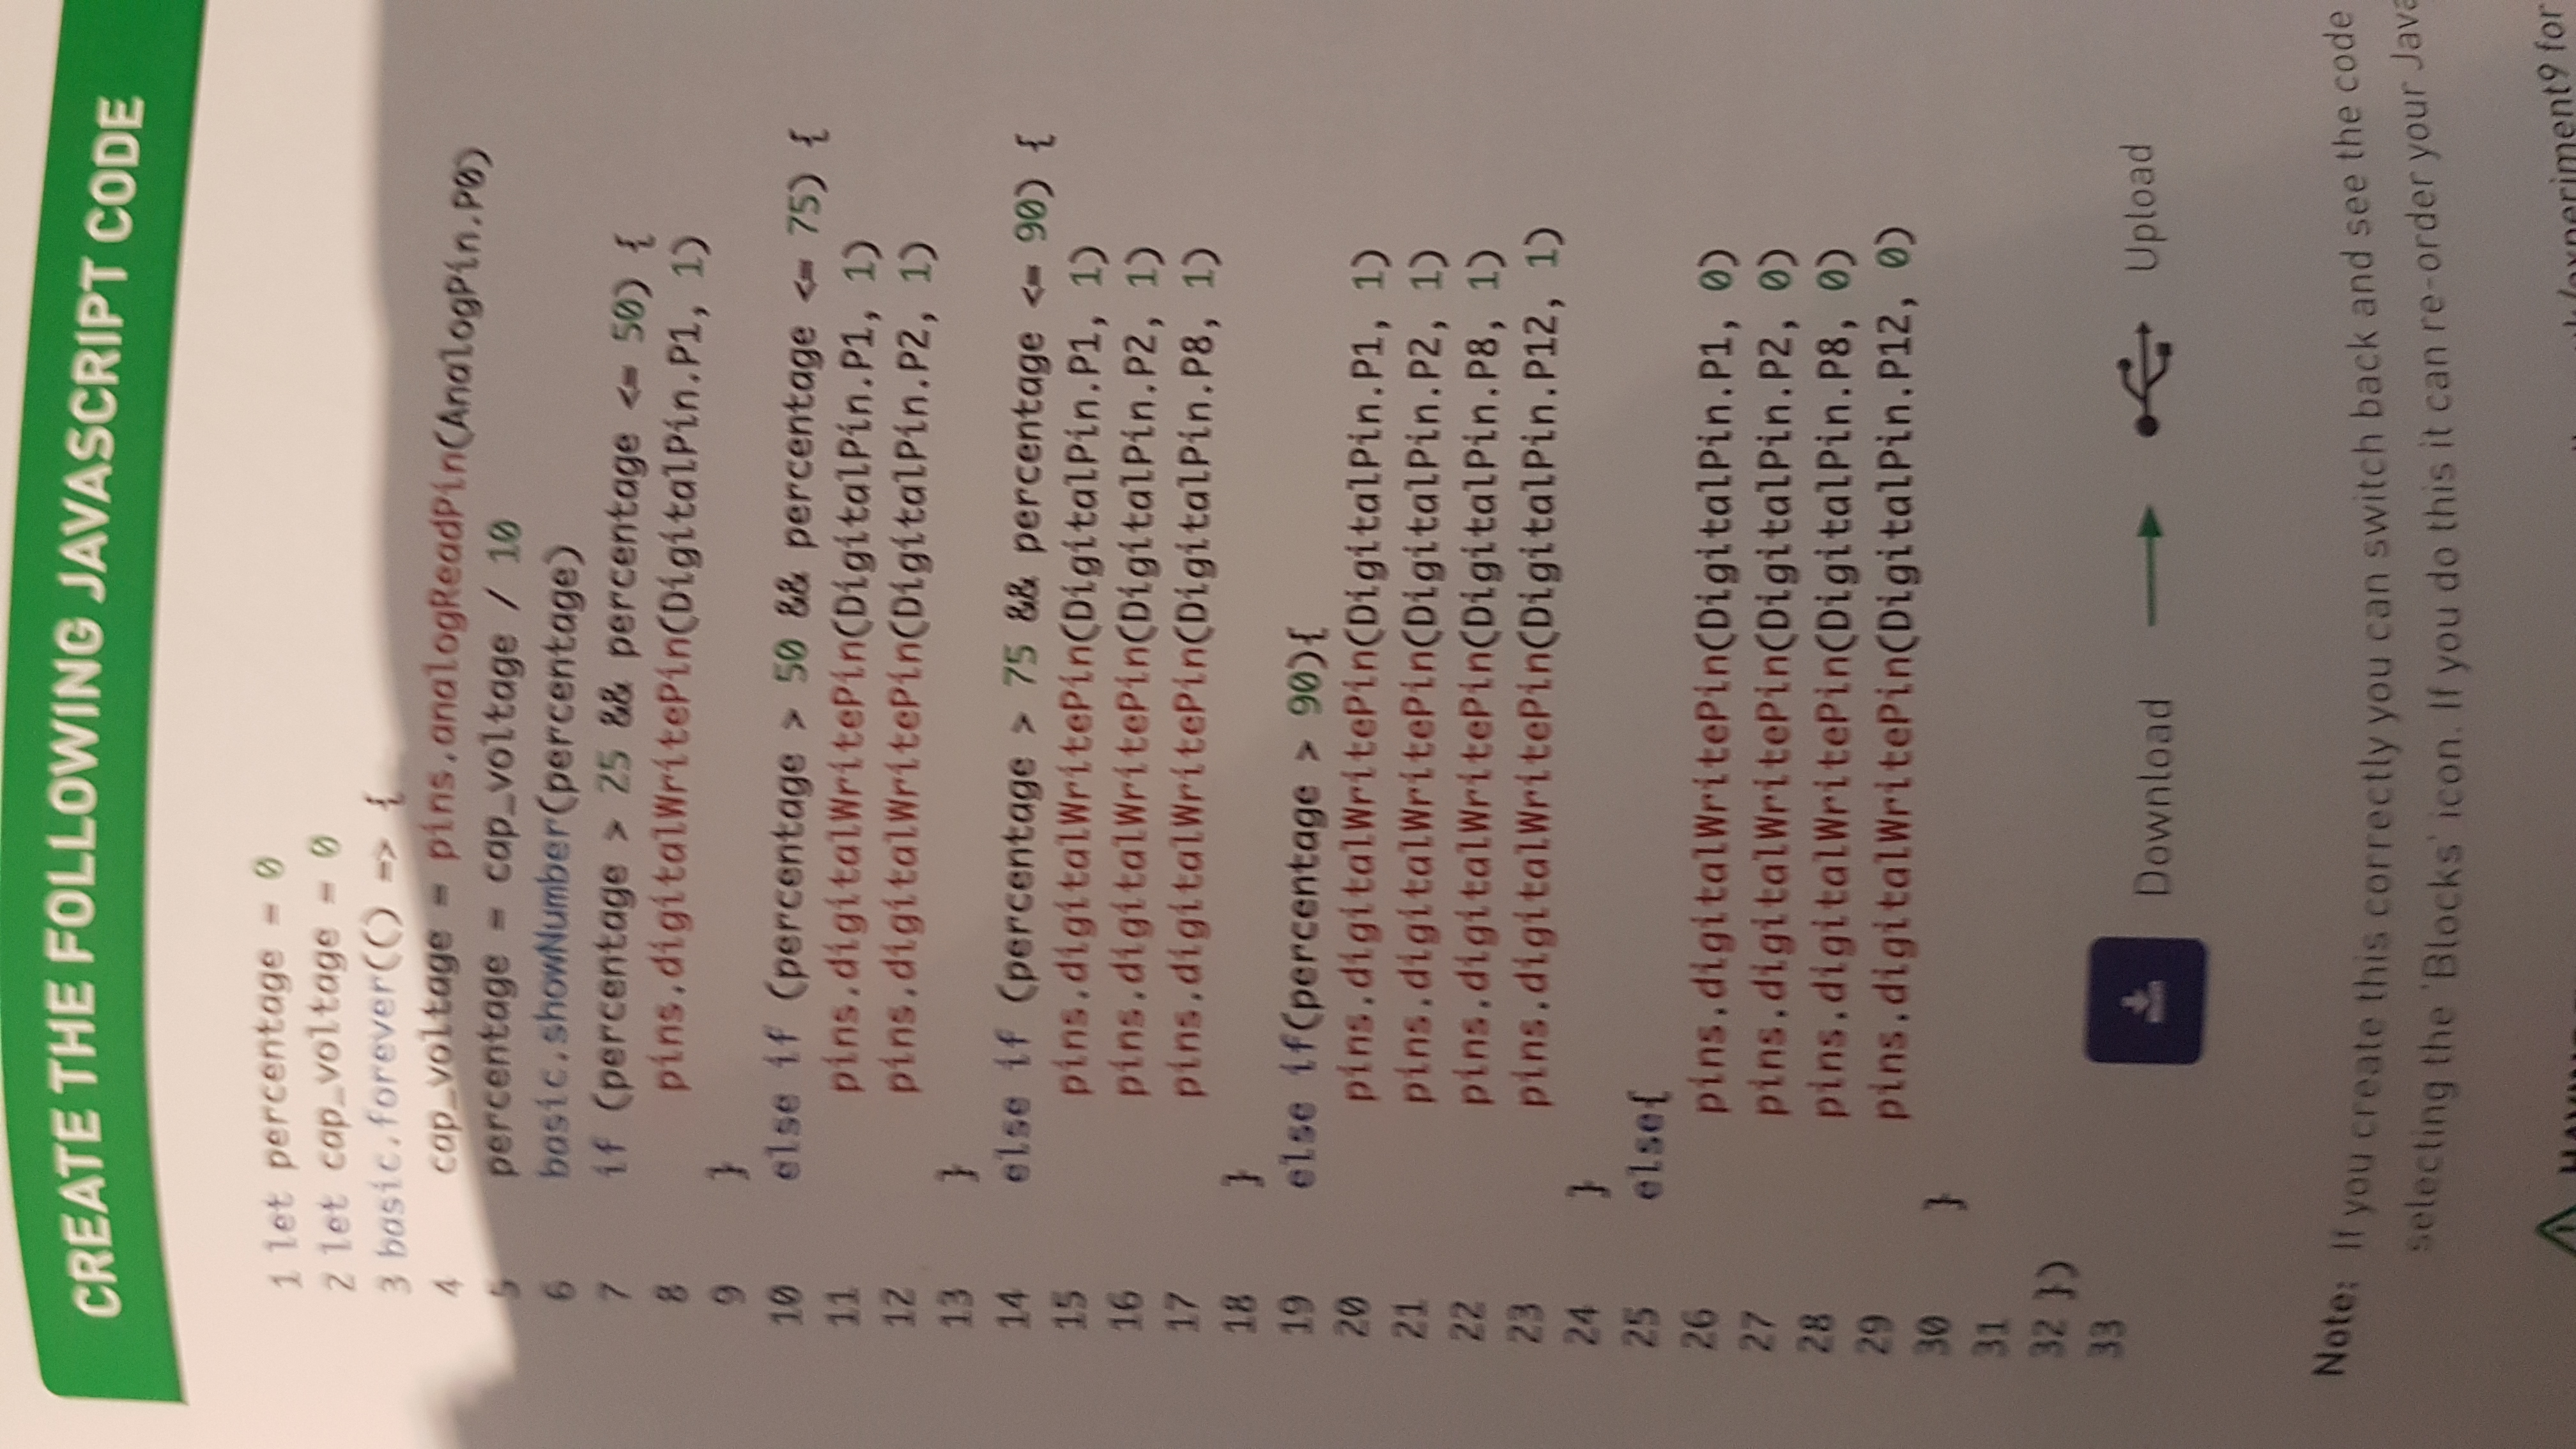 CREATE THE FOLLOWING JAVASCRIPT CODE
1 let percentage = 0
2 let cap_voltage = 0
3 basic.forever(() => {
4 cap_voltage = pins.analogReadPin(AnalogPin.P0)
5 percentage = cap_voltage / 10
6 basic.showNumber(percentage)
7 if (percentage > 25 && percentage <= 50) {
8 pins.digitalWritePin(DigitalPin.P1, 1)
9 }
10 else if (percentage > 50 && percentage <= 75) {
11 pins.digitalWritePin(DigitalPin.P1, 1)
12 pins.digitalWritePin(DigitalPin.P2, 1)
13 }
14 else if (percentage > 75 && percentage <= 90) {
15 pins.digitalWritePin(DigitalPin.P1, 1)
16 pins.digitalWritePin(DigitalPin.P2, 1)
17 pins.digitalWritePin(DigitalPin.P8, 1)
18 }
19 else if(percentage > 90){
20 pins.digitalWritePin(DigitalPin.P1, 1)
21 pins.digitalWritePin(DigitalPin.P2, 1)
22 pins.digitalWritePin(DigitalPin.P8, 1)
23 pins.digitalWritePin(DigitalPin.P12, 1)
24 }
25 else{
26 pins.digitalWritePin(DigitalPin.P1, 0)
27 pins.digitalWritePin(DigitalPin.P2, 0)
28 pins.digitalWritePin(DigitalPin.P8, 0)
29 pins.digitalWritePin(DigitalPin.P12, 0)
30 }
31
32 })
33
Download Upload
Note: If you create this correctly you can switch back and see the code
selecting the 'Blocks' icon. If you do this it can re-order your Java
/experiment9 for